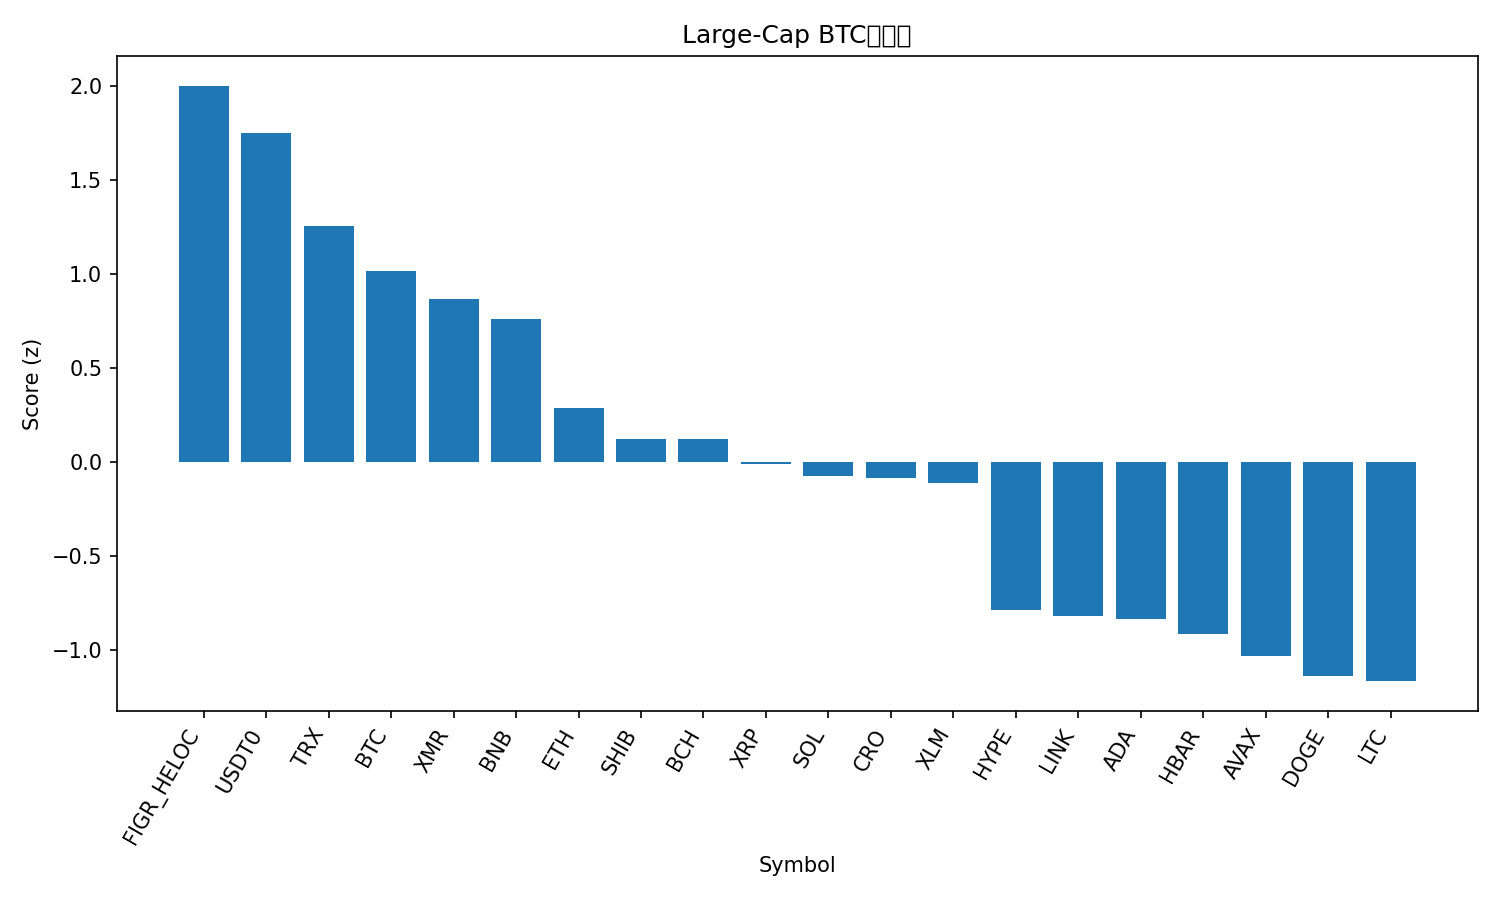 Large-Cap BTC
2.0
1.5
1.0
0.5
0.0
−0.5
−1.0
Score (z)
FIGR_HELOC
USDT0
TRX
BTC
XMR
BNB
ETH
SHIB
BCH
XRP
SOL
CRO
XLM
HYPE
LINK
ADA
HBAR
AVAX
DOGE
LTC
Symbol